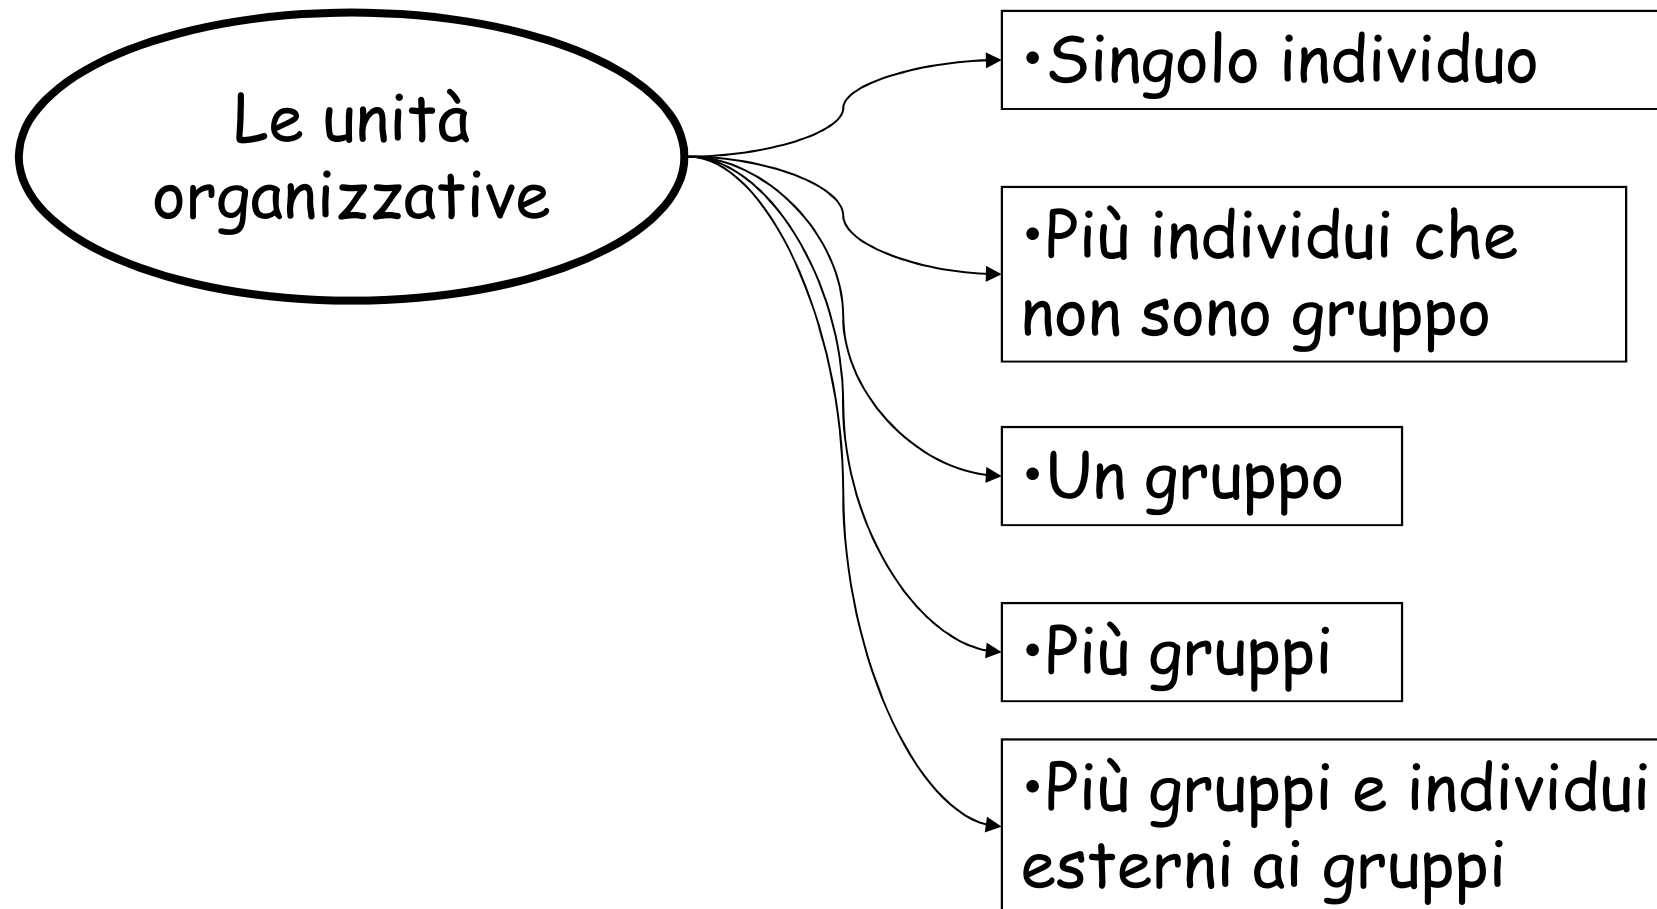 Le unità
organizzative
•Singolo individuo
•Più individui che
non sono gruppo
•Un gruppo
•Più gruppi
•Più gruppi e individui
esterni ai gruppi